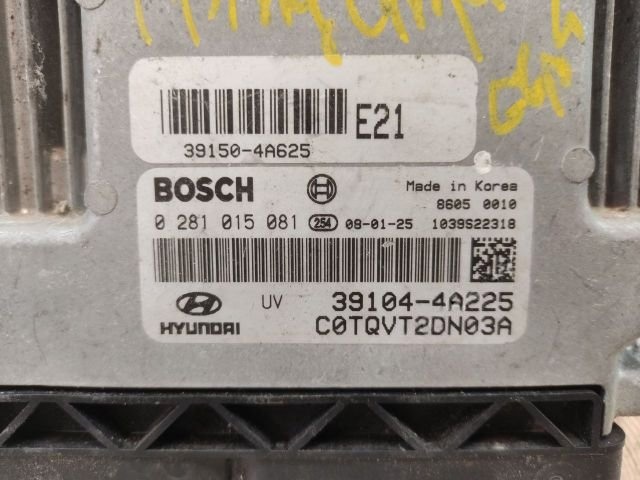 E21
39150-4A625
BOSCH
Made in Korea
8605 0010
0 281 015 081 254 08-01-25 1039S22318
UV 39104-4A225
HYUNDAI C0TQVT2DN03A